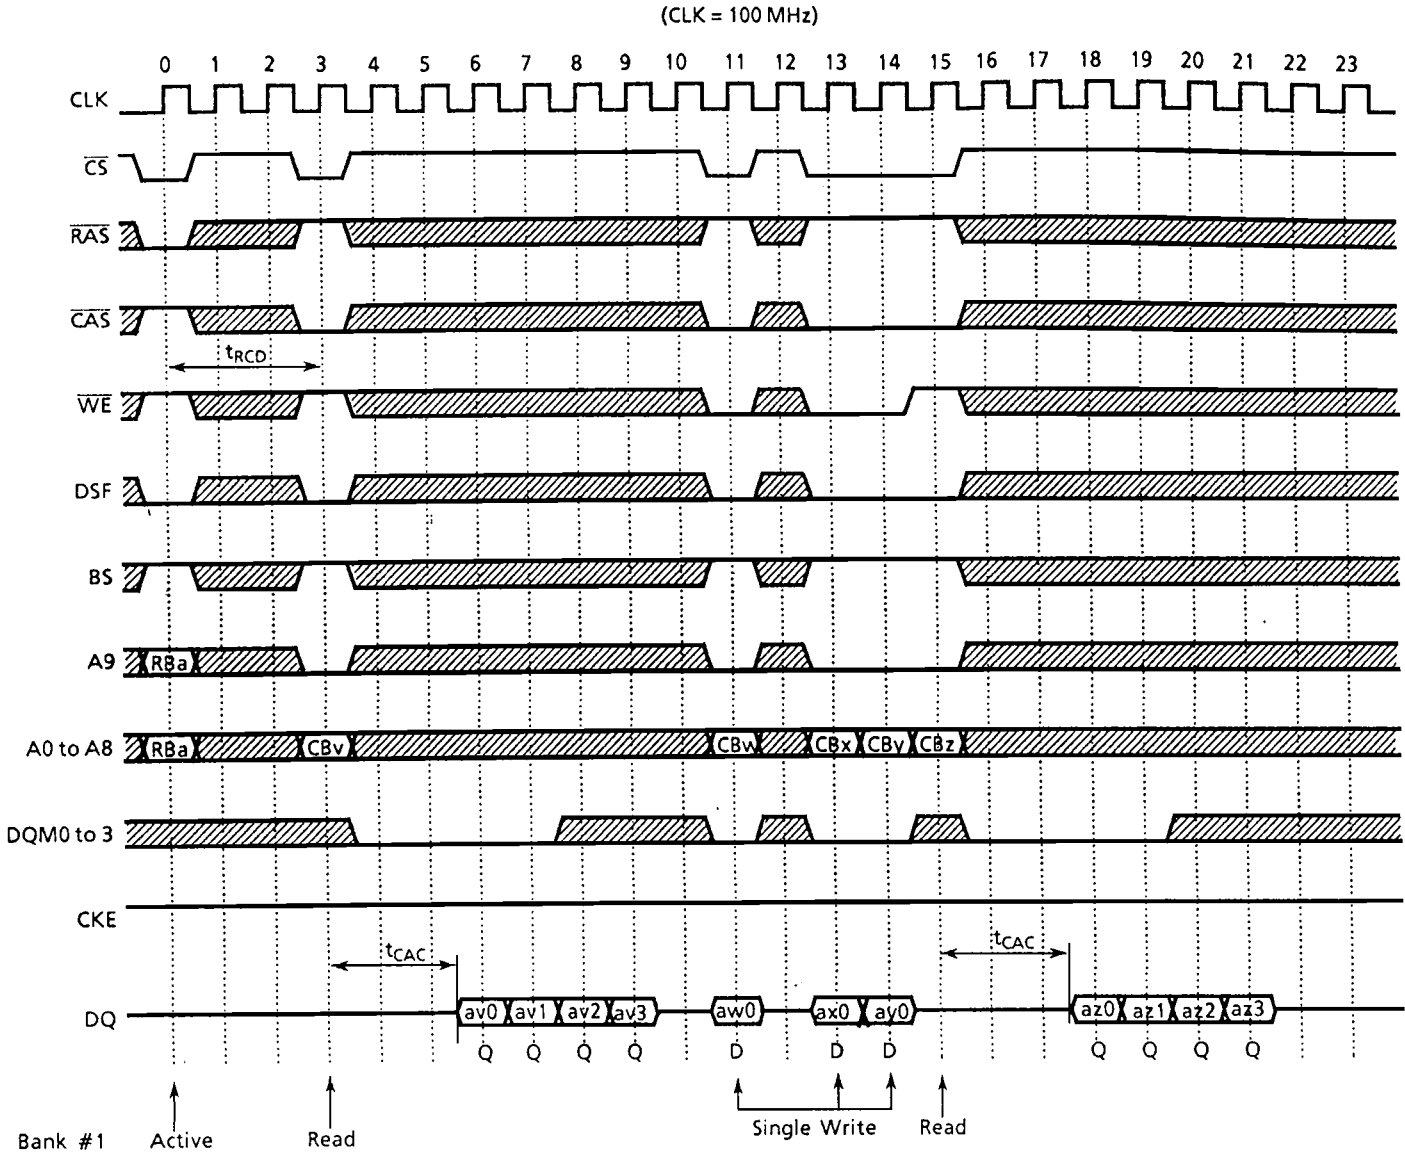 (CLK = 100 MHz)
0 1 2 3 4 5 6 7 8 9 10 11 12 13 14 15 16 17 18 19 20 21 22 23
CLK
CS
RAS
CAS
tRCD
WE
DSF
BS
A9 RBa
A0 to A8 RBa CBv CBw CBx CBy CBz
DQM0 to 3
CKE
tCAC tCAC
DQ av0 av1 av2 av3 aw0 ax0 ay0 az0 az1 az2 az3
Q Q Q Q D D D Q Q Q Q
Single Write Read
Bank #1 Active Read